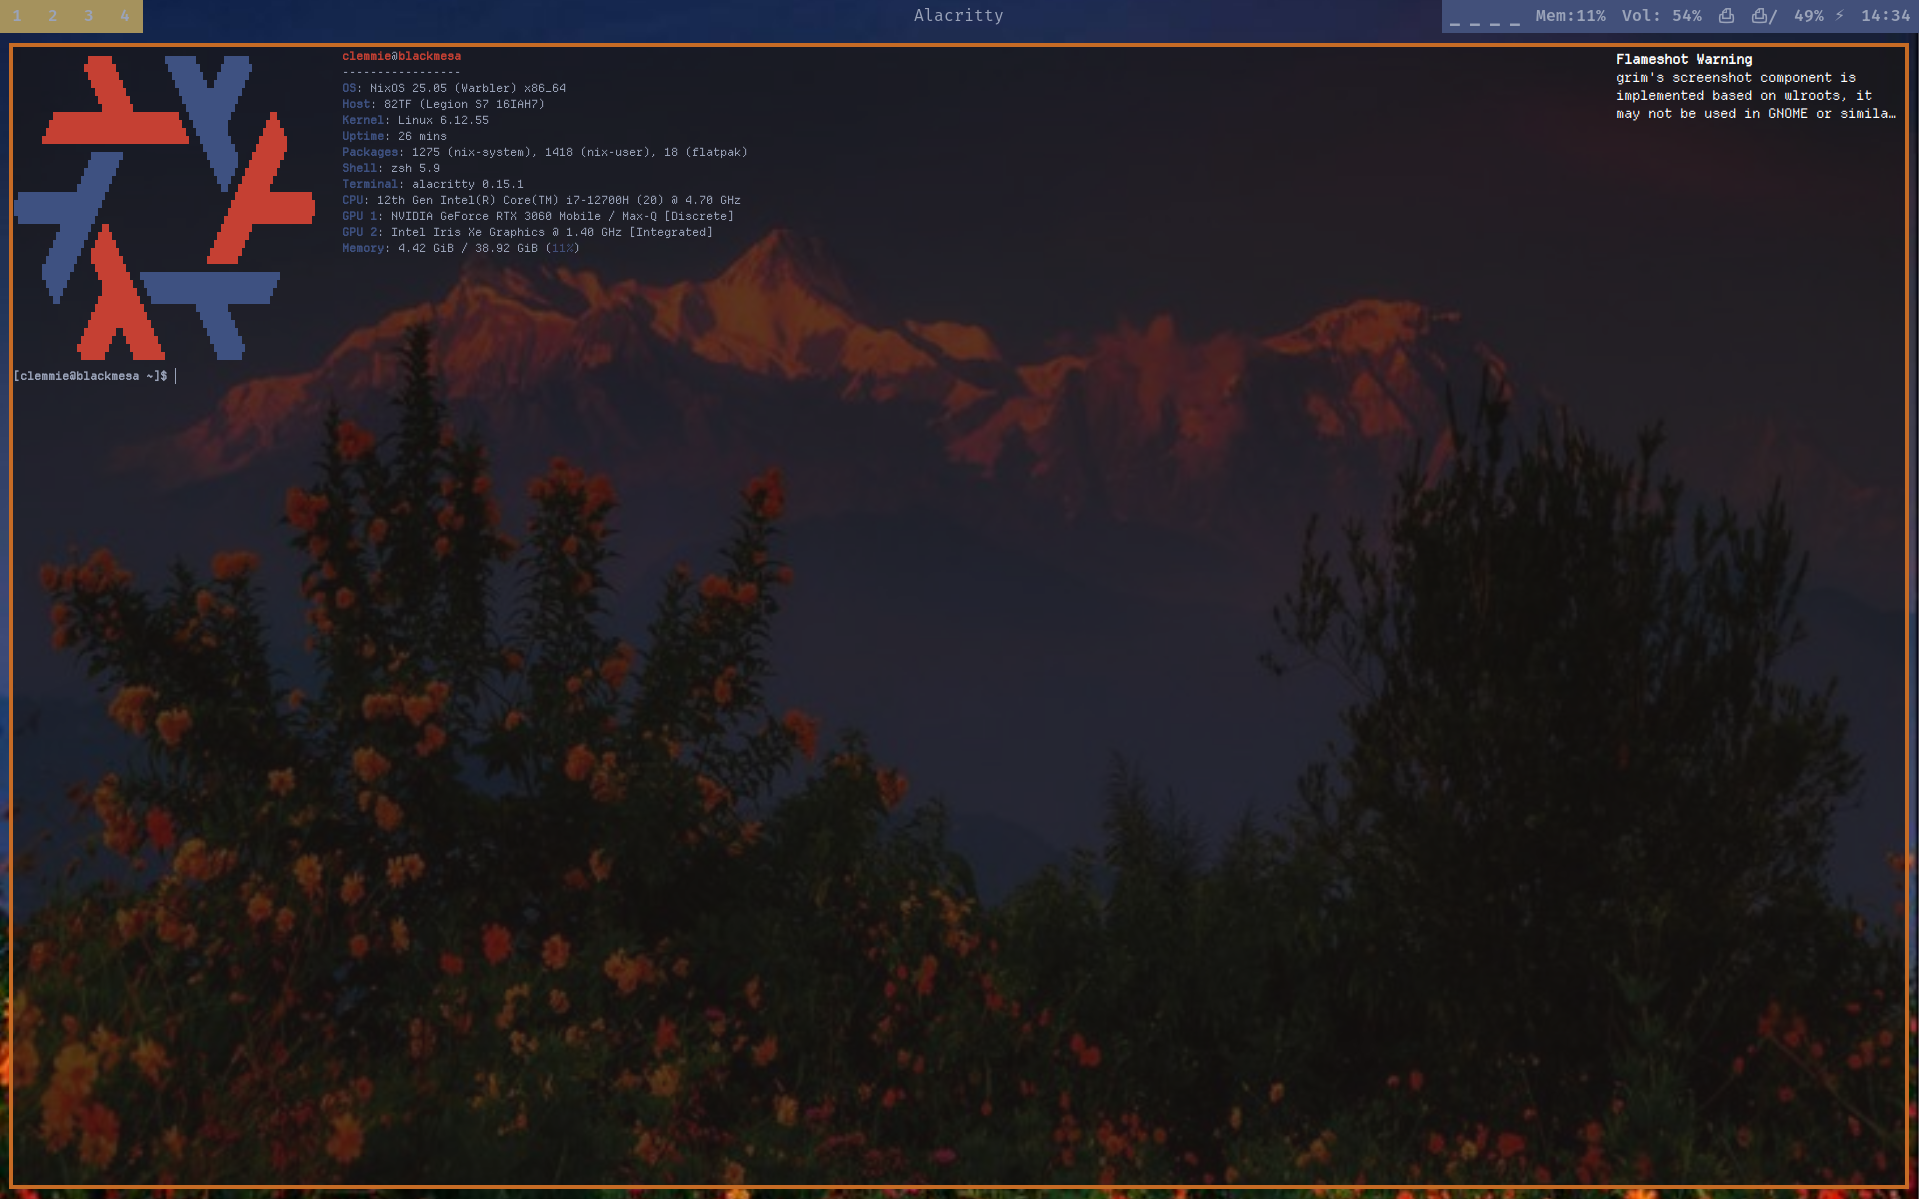 1 2 3 4
Alacritty
_ _ _ _ Mem:11% Vol: 54% 49% ⚡ 14:34
clemmie@blackmesa
-----------------
OS: NixOS 25.05 (Warbler) x86_64
Host: 82TF (Legion S7 16IAH7)
Kernel: Linux 6.12.55
Uptime: 26 mins
Packages: 1275 (nix-system), 1418 (nix-user), 18 (flatpak)
Shell: zsh 5.9
Terminal: alacritty 0.15.1
CPU: 12th Gen Intel(R) Core(TM) i7-12700H (20) @ 4.70 GHz
GPU 1: NVIDIA GeForce RTX 3060 Mobile / Max-Q [Discrete]
GPU 2: Intel Iris Xe Graphics @ 1.40 GHz [Integrated]
Memory: 4.42 GiB / 38.92 GiB (11%)
[clemmie@blackmesa ~]$
Flameshot Warning
grim's screenshot component is
implemented based on wlroots, it
may not be used in GNOME or simila…